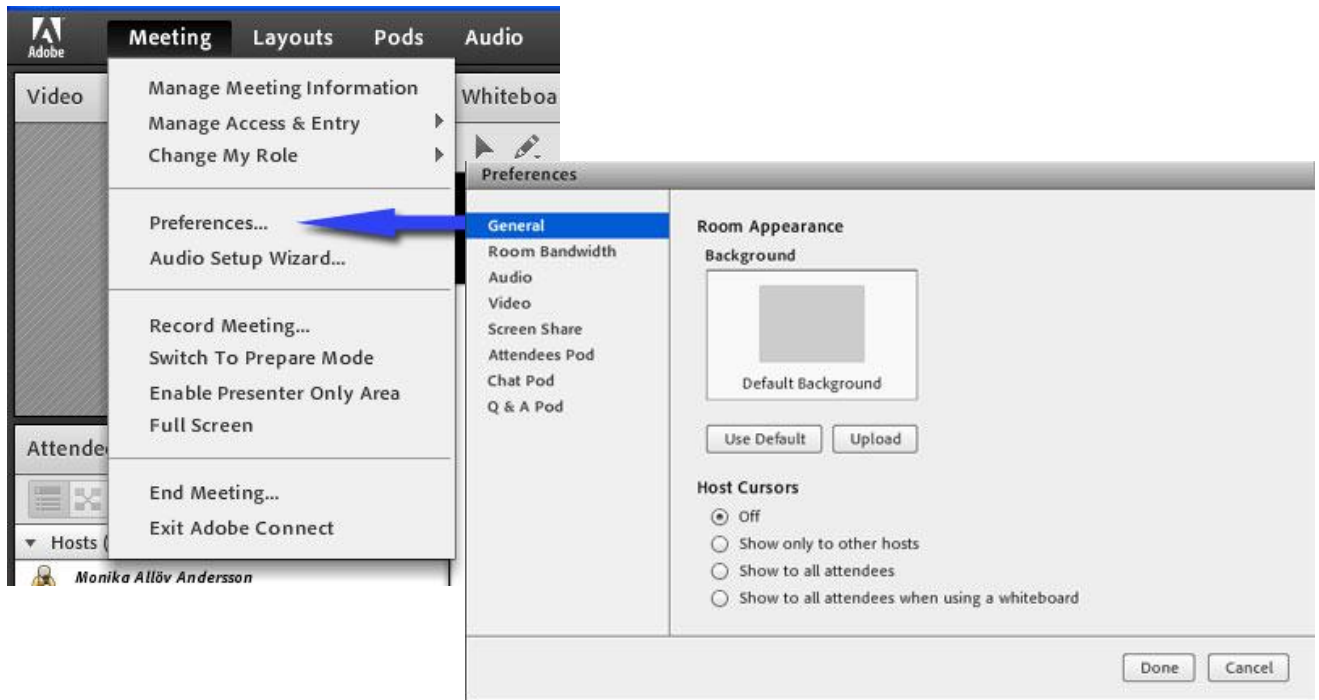 Adobe
Meeting Layouts Pods Audio
Video
Whiteboa
Manage Meeting Information
Manage Access & Entry
Change My Role
Preferences...
Audio Setup Wizard...
Record Meeting...
Switch To Prepare Mode
Enable Presenter Only Area
Full Screen
End Meeting...
Exit Adobe Connect
Attende
Hosts (
Monika Allöv Andersson
Preferences
General
Room Bandwidth
Audio
Video
Screen Share
Attendees Pod
Chat Pod
Q & A Pod
Room Appearance
Background
Default Background
Use Default Upload
Host Cursors
Off
Show only to other hosts
Show to all attendees
Show to all attendees when using a whiteboard
Done Cancel